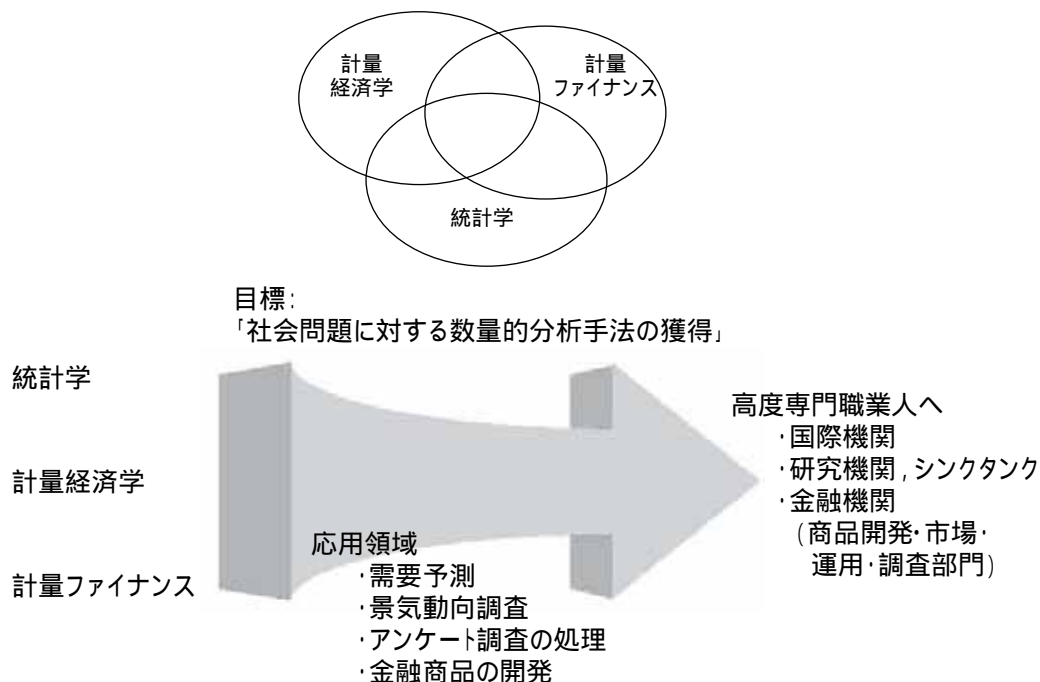 計量
経済学
計量
ファイナンス
統計学
目標:
「社会問題に対する数量的分析手法の獲得」
統計学
計量経済学
計量ファイナンス
応用領域
・需要予測
・景気動向調査
・アンケート調査の処理
・金融商品の開発
高度専門職業人へ
・国際機関
・研究機関,シンクタンク
・金融機関
(商品開発・市場・
運用・調査部門)